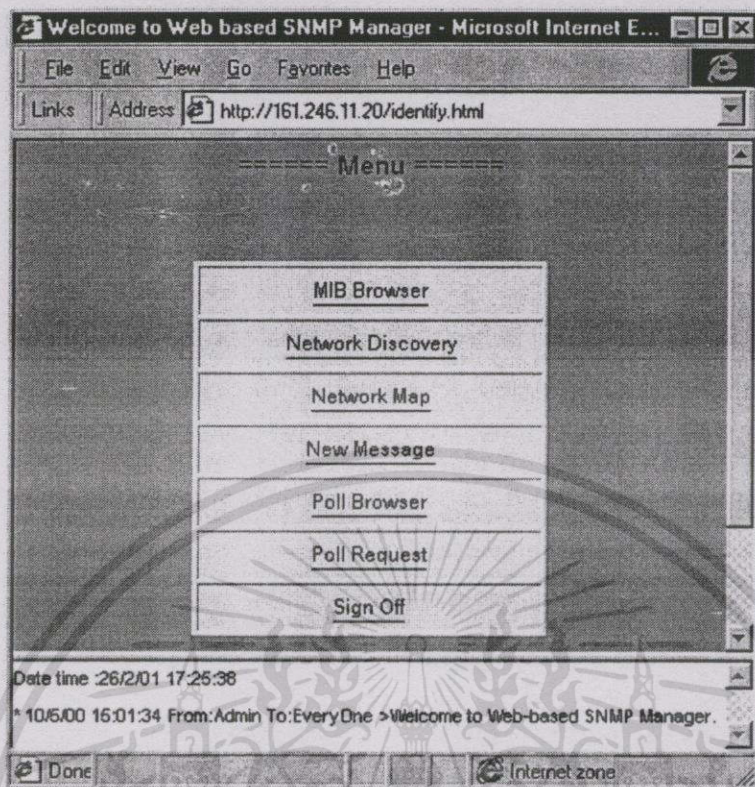 Welcome to Web based SNMP Manager - Microsoft Internet E...
File Edit View Go Favorites Help
Links Address http://161.246.11.20/identify.html
====== Menu ======
MIB Browser
Network Discovery
Network Map
New Message
Poll Browser
Poll Request
Sign Off
Date time :26/2/01 17:25:38
* 10/5/00 15:01:34 From:Admin To:EveryOne >Welcome to Web-based SNMP Manager.
Done Internet zone